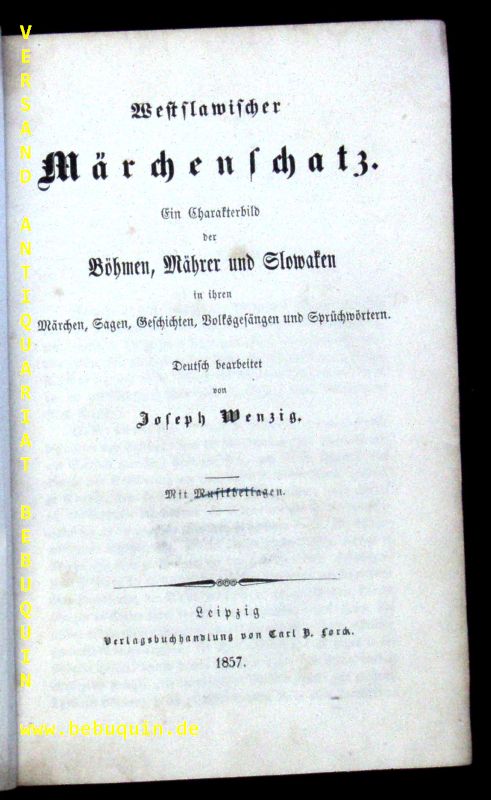 Westslawischer
Märchenschatz.
Ein Charakterbild
der
Böhmen, Mährer und Slowaken
in ihren
Märchen, Sagen, Geschichten, Volksgesängen und Sprüchwörtern.
Deutsch bearbeitet
von
Joseph Wenzig.
Mit Musikbeilagen.
Leipzig
Verlagsbuchhandlung von Carl B. Lorck.
1857.
VERSAND ANTIQUARIAT BEBUQUIN
www.bebuquin.de